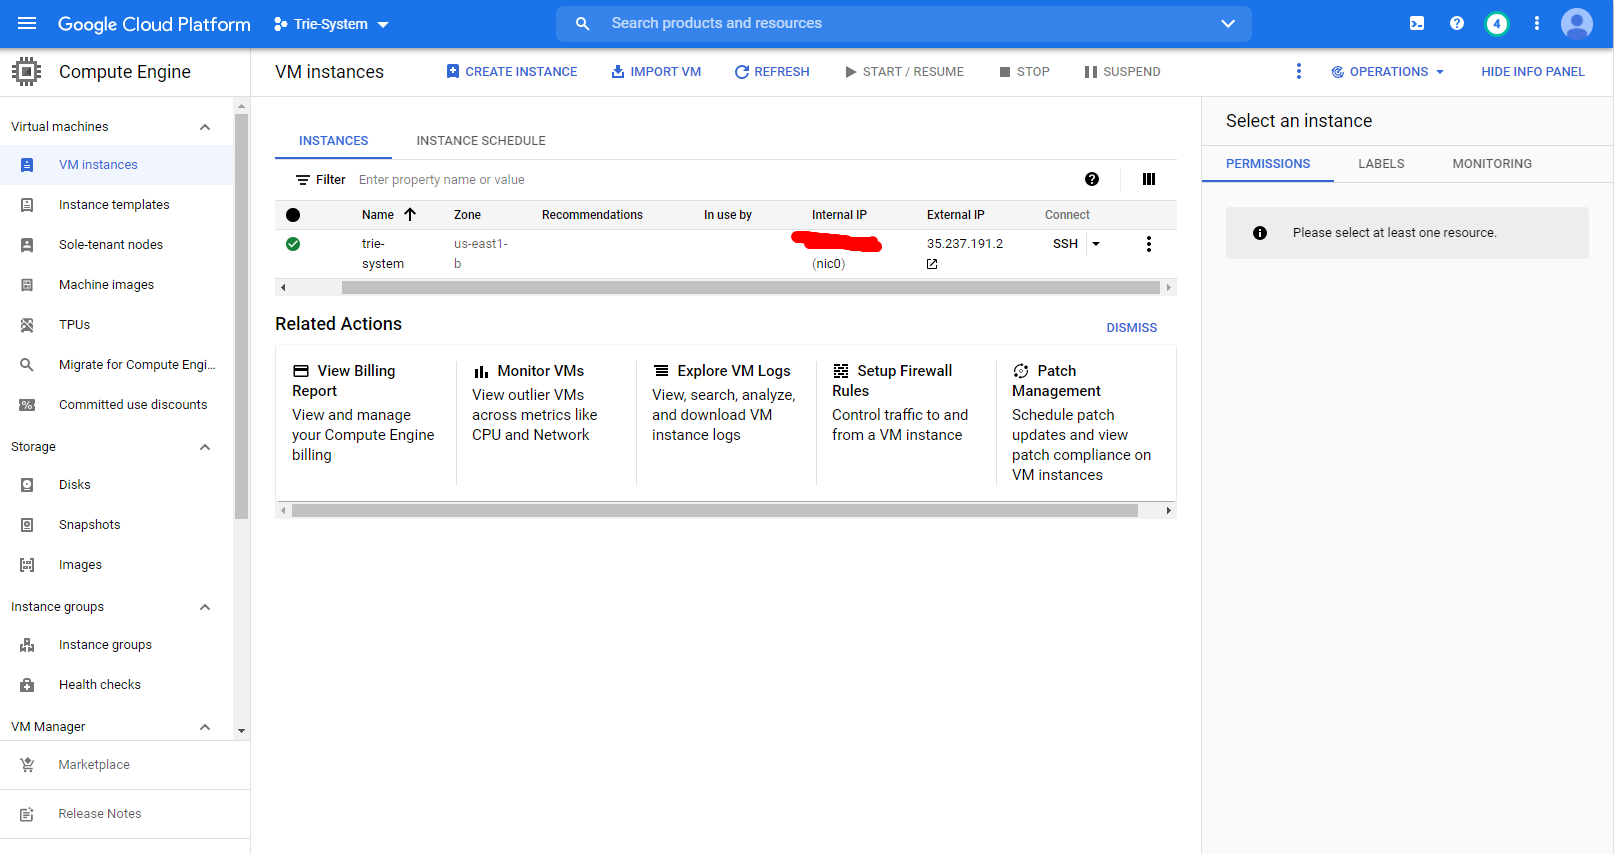 Google Cloud Platform
Trie-System
Search products and resources
4
Compute Engine
VM instances
CREATE INSTANCE
IMPORT VM
REFRESH
START / RESUME
STOP
SUSPEND
OPERATIONS
HIDE INFO PANEL
Virtual machines
VM instances
Instance templates
Sole-tenant nodes
Machine images
TPUs
Migrate for Compute Engi...
Committed use discounts
Storage
Disks
Snapshots
Images
Instance groups
Instance groups
Health checks
VM Manager
Marketplace
Release Notes
INSTANCES
INSTANCE SCHEDULE
Filter
Enter property name or value
Name
Zone
Recommendations
In use by
Internal IP
External IP
Connect
trie-
system
us-east1-
b
(nic0)
35.237.191.2
SSH
Related Actions
DISMISS
View Billing
Report
View and manage
your Compute Engine
billing
Monitor VMs
View outlier VMs
across metrics like
CPU and Network
Explore VM Logs
View, search, analyze,
and download VM
instance logs
Setup Firewall
Rules
Control traffic to and
from a VM instance
Patch
Management
Schedule patch
updates and view
patch compliance on
VM instances
Select an instance
PERMISSIONS
LABELS
MONITORING
Please select at least one resource.